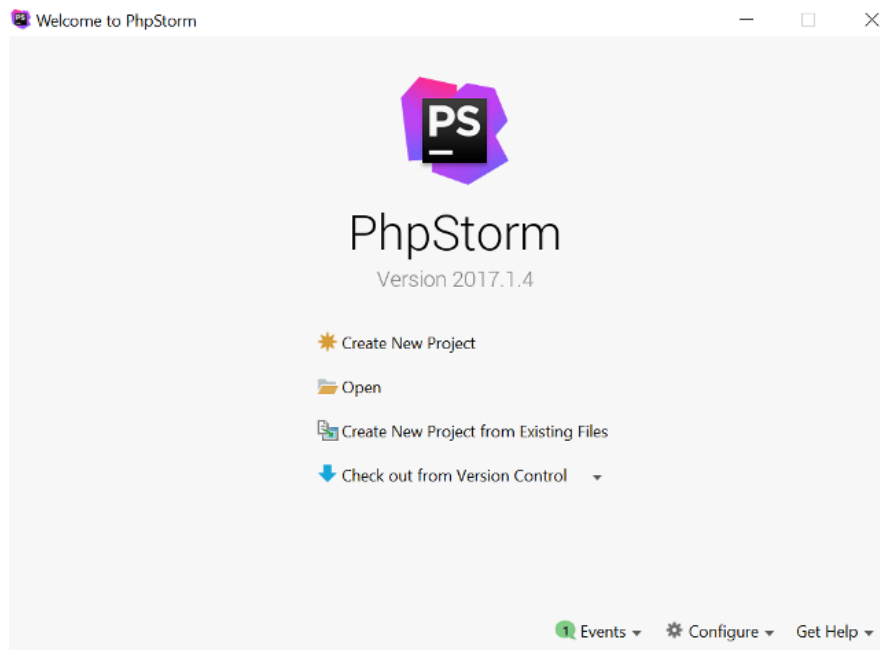 Welcome to PhpStorm
PS
PhpStorm
Version 2017.1.4
Create New Project
Open
Create New Project from Existing Files
Check out from Version Control
1 Events Configure Get Help